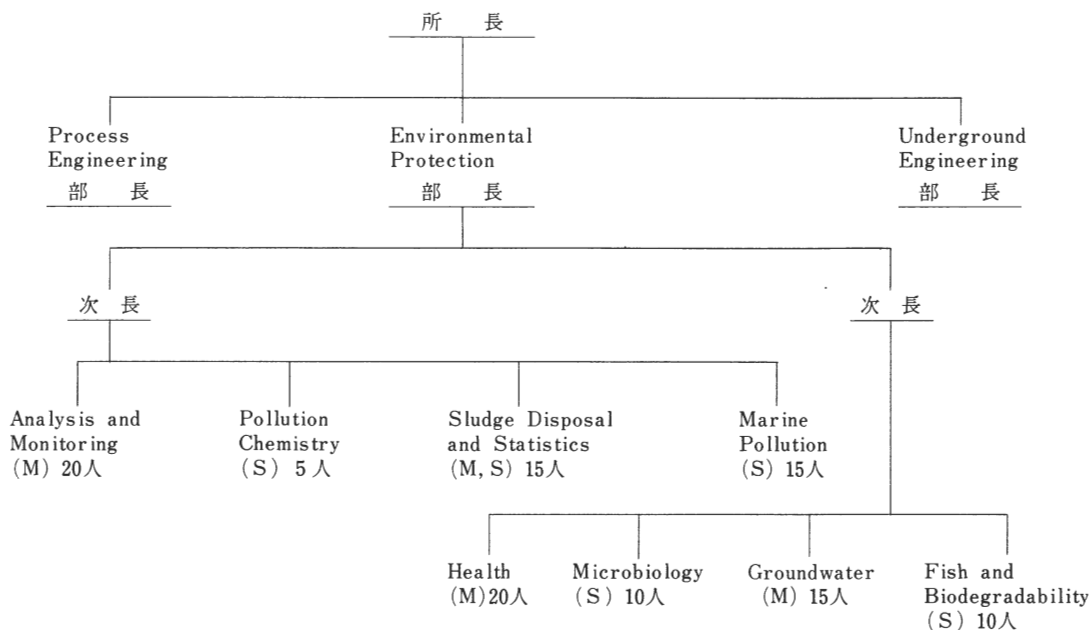 所 長
Process
Engineering
部 長
Environmental
Protection
部 長
Underground
Engineering
部 長
次 長
次 長
Analysis and
Monitoring
(M) 20人
Pollution
Chemistry
(S) 5人
Sludge Disposal
and Statistics
(M, S) 15人
Marine
Pollution
(S) 15人
Health
(M)20人
Microbiology
(S) 10人
Groundwater
(M) 15人
Fish and
Biodegradability
(S) 10人